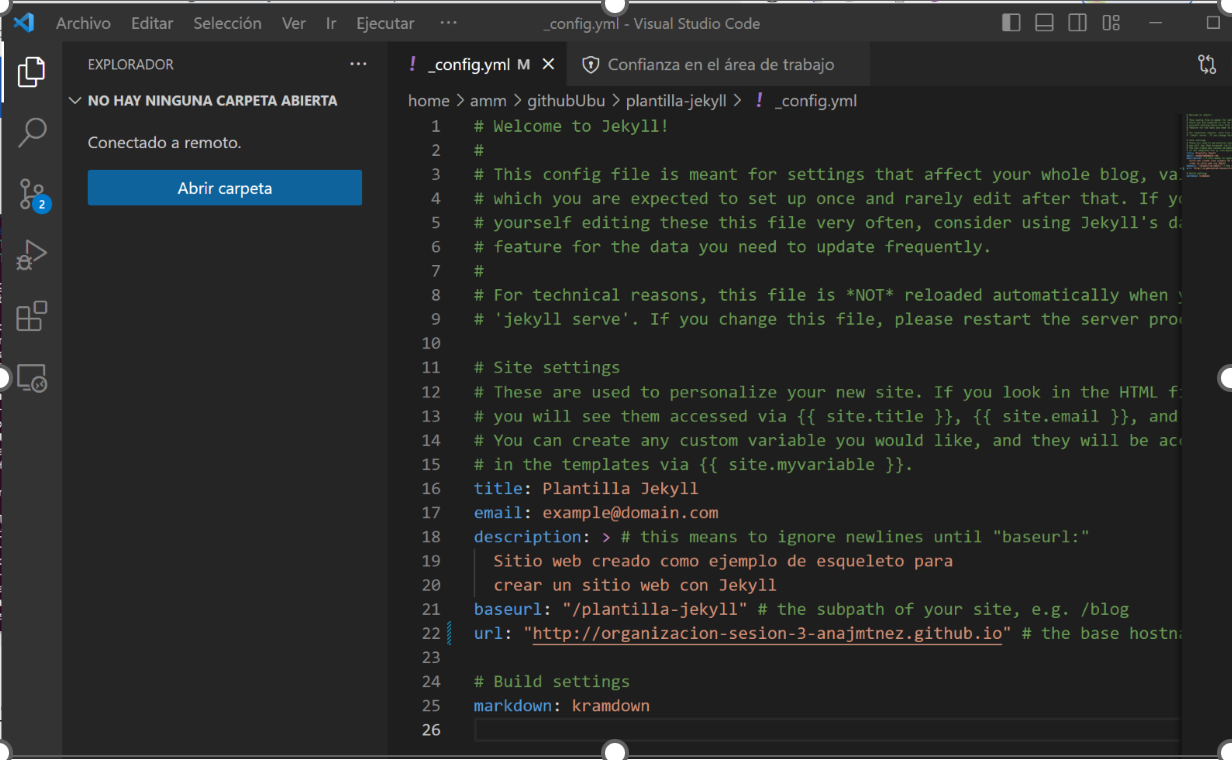 Archivo Editar Selección Ver Ir Ejecutar ··· _config.yml - Visual Studio Code
EXPLORADOR ···
NO HAY NINGUNA CARPETA ABIERTA
Conectado a remoto.
Abrir carpeta
2
! _config.yml M × Confianza en el área de trabajo
home > amm > githubUbu > plantilla-jekyll > ! _config.yml
1 # Welcome to Jekyll!
2 #
3 # This config file is meant for settings that affect your whole blog, va
4 # which you are expected to set up once and rarely edit after that. If yo
5 # yourself editing these this file very often, consider using Jekyll's da
6 # feature for the data you need to update frequently.
7 #
8 # For technical reasons, this file is *NOT* reloaded automatically when y
9 # 'jekyll serve'. If you change this file, please restart the server proc
10
11 # Site settings
12 # These are used to personalize your new site. If you look in the HTML fi
13 # you will see them accessed via {{ site.title }}, {{ site.email }}, and
14 # You can create any custom variable you would like, and they will be acc
15 # in the templates via {{ site.myvariable }}.
16 title: Plantilla Jekyll
17 email: example@domain.com
18 description: > # this means to ignore newlines until "baseurl:"
19 Sitio web creado como ejemplo de esqueleto para
20 crear un sitio web con Jekyll
21 baseurl: "/plantilla-jekyll" # the subpath of your site, e.g. /blog
22 url: "http://organizacion-sesion-3-anajmtnez.github.io" # the base hostna
23
24 # Build settings
25 markdown: kramdown
26